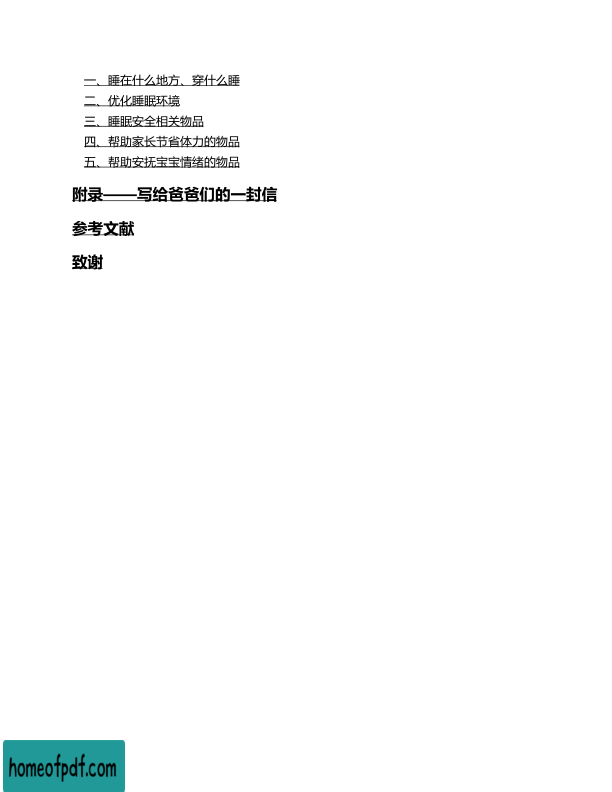 一、睡在什么地方、穿什么睡
二、优化睡眠环境
三、睡眠安全相关物品
四、帮助家长节省体力的物品
五、帮助安抚宝宝情绪的物品
附录——写给爸爸们的一封信
参考文献
致谢
homeofpdf.com